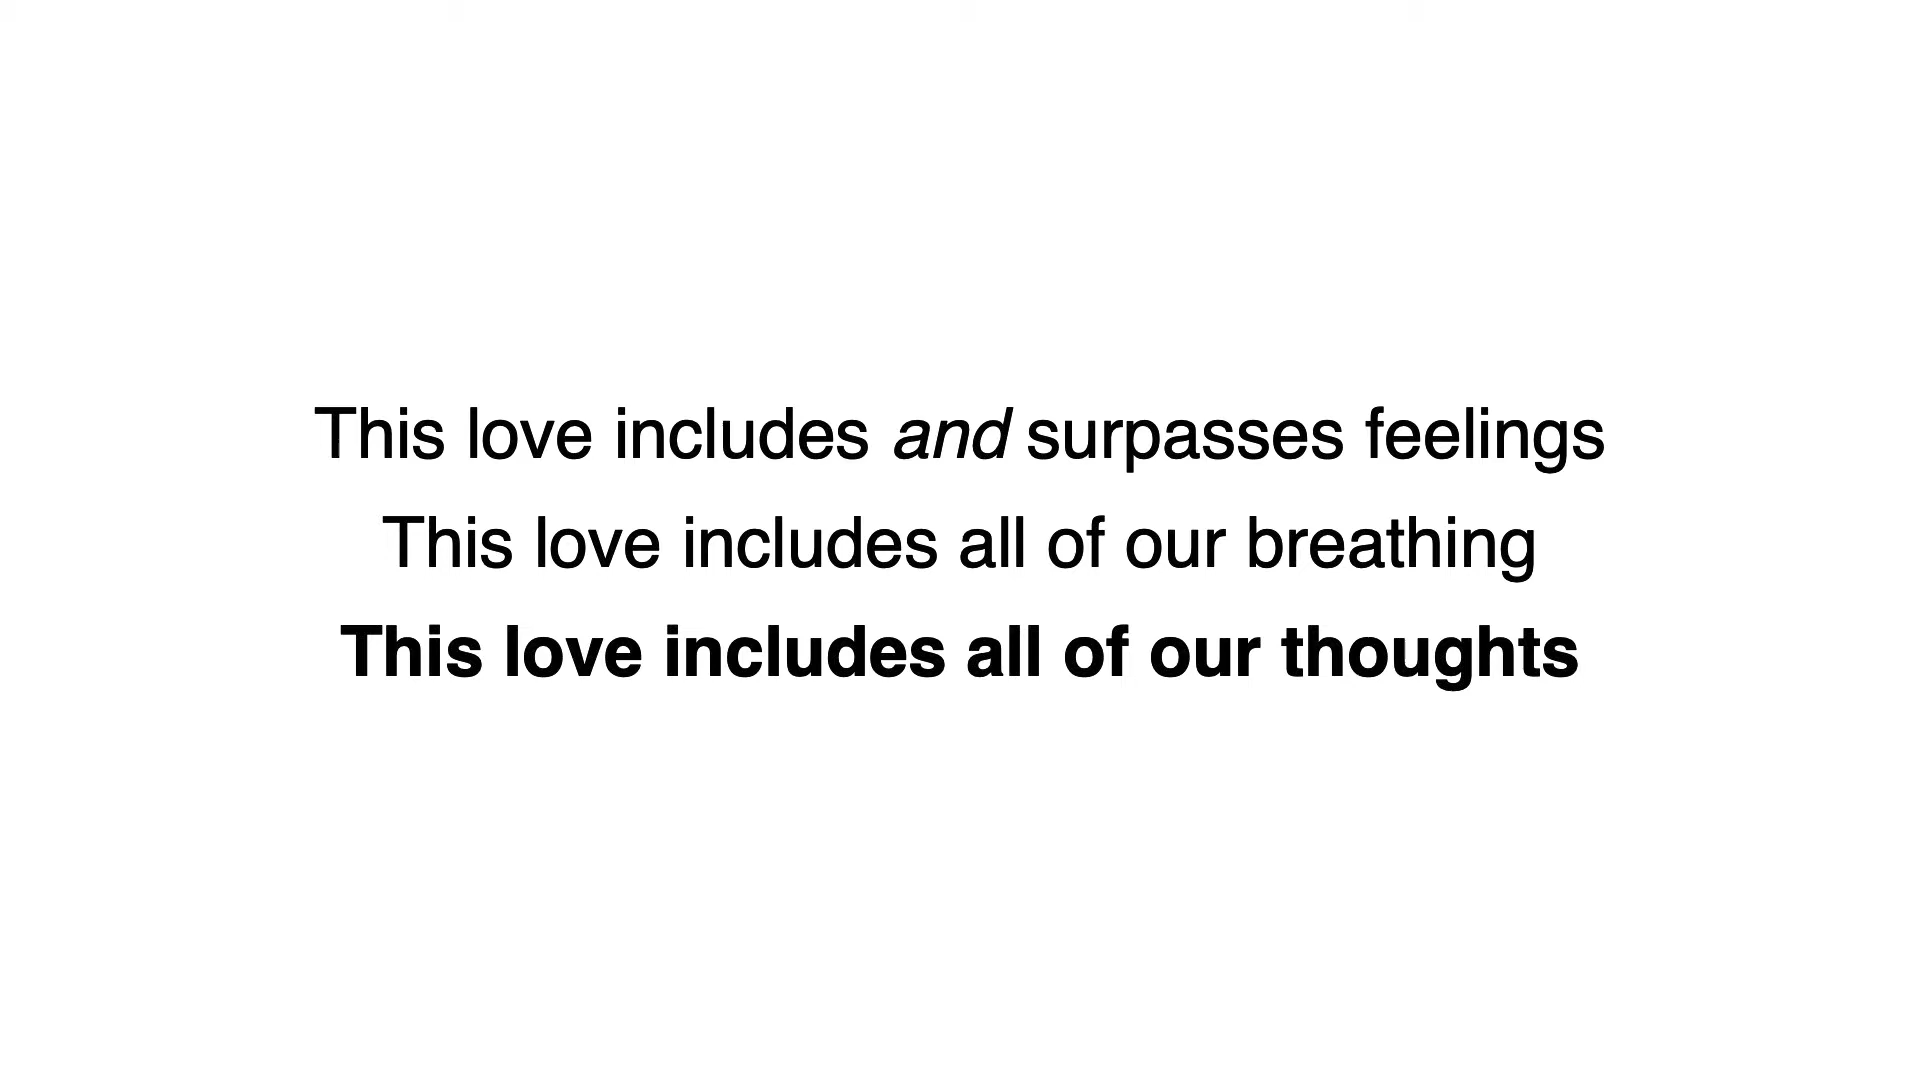 This love includes and surpasses feelings
This love includes all of our breathing
This love includes all of our thoughts